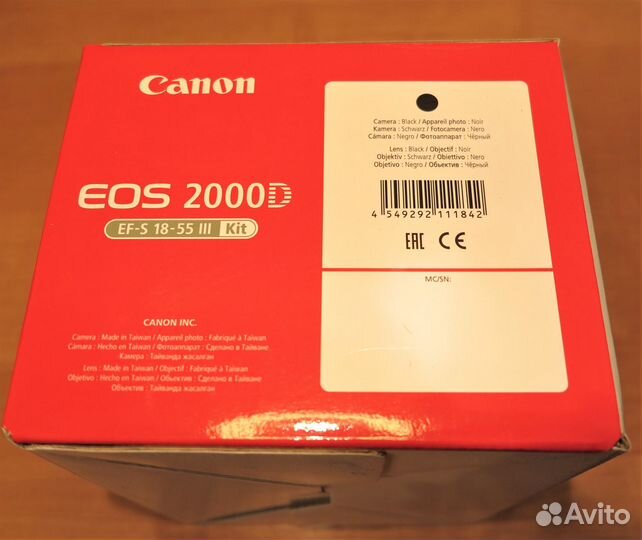 Canon
EOS 2000D
EF-S 18-55 III Kit
CANON INC.
Camera : Made in Taiwan / Appareil photo : Fabriqué à Taiwan
Cámara : Hecho en Taiwan / Фотоаппарат : Сделано в Тайване
Камера : Тайванда жасалған
Lens : Made in Taiwan / Objectif : Fabriqué à Taiwan
Objetivo : Hecho en Taiwan / Объектив : Сделано в Тайване
Объектив : Тайванда жасалған
Camera : Black / Appareil photo : Noir
Kamera : Schwarz / Fotocamera : Nero
Cámara : Negro / Фотоаппарат : Чёрный
Lens : Black / Objectif : Noir
Objektiv : Schwarz / Obiettivo : Nero
Objetivo : Negro / Объектив : Чёрный
4 549292 111842
EAC CE
MC/SN:
Avito